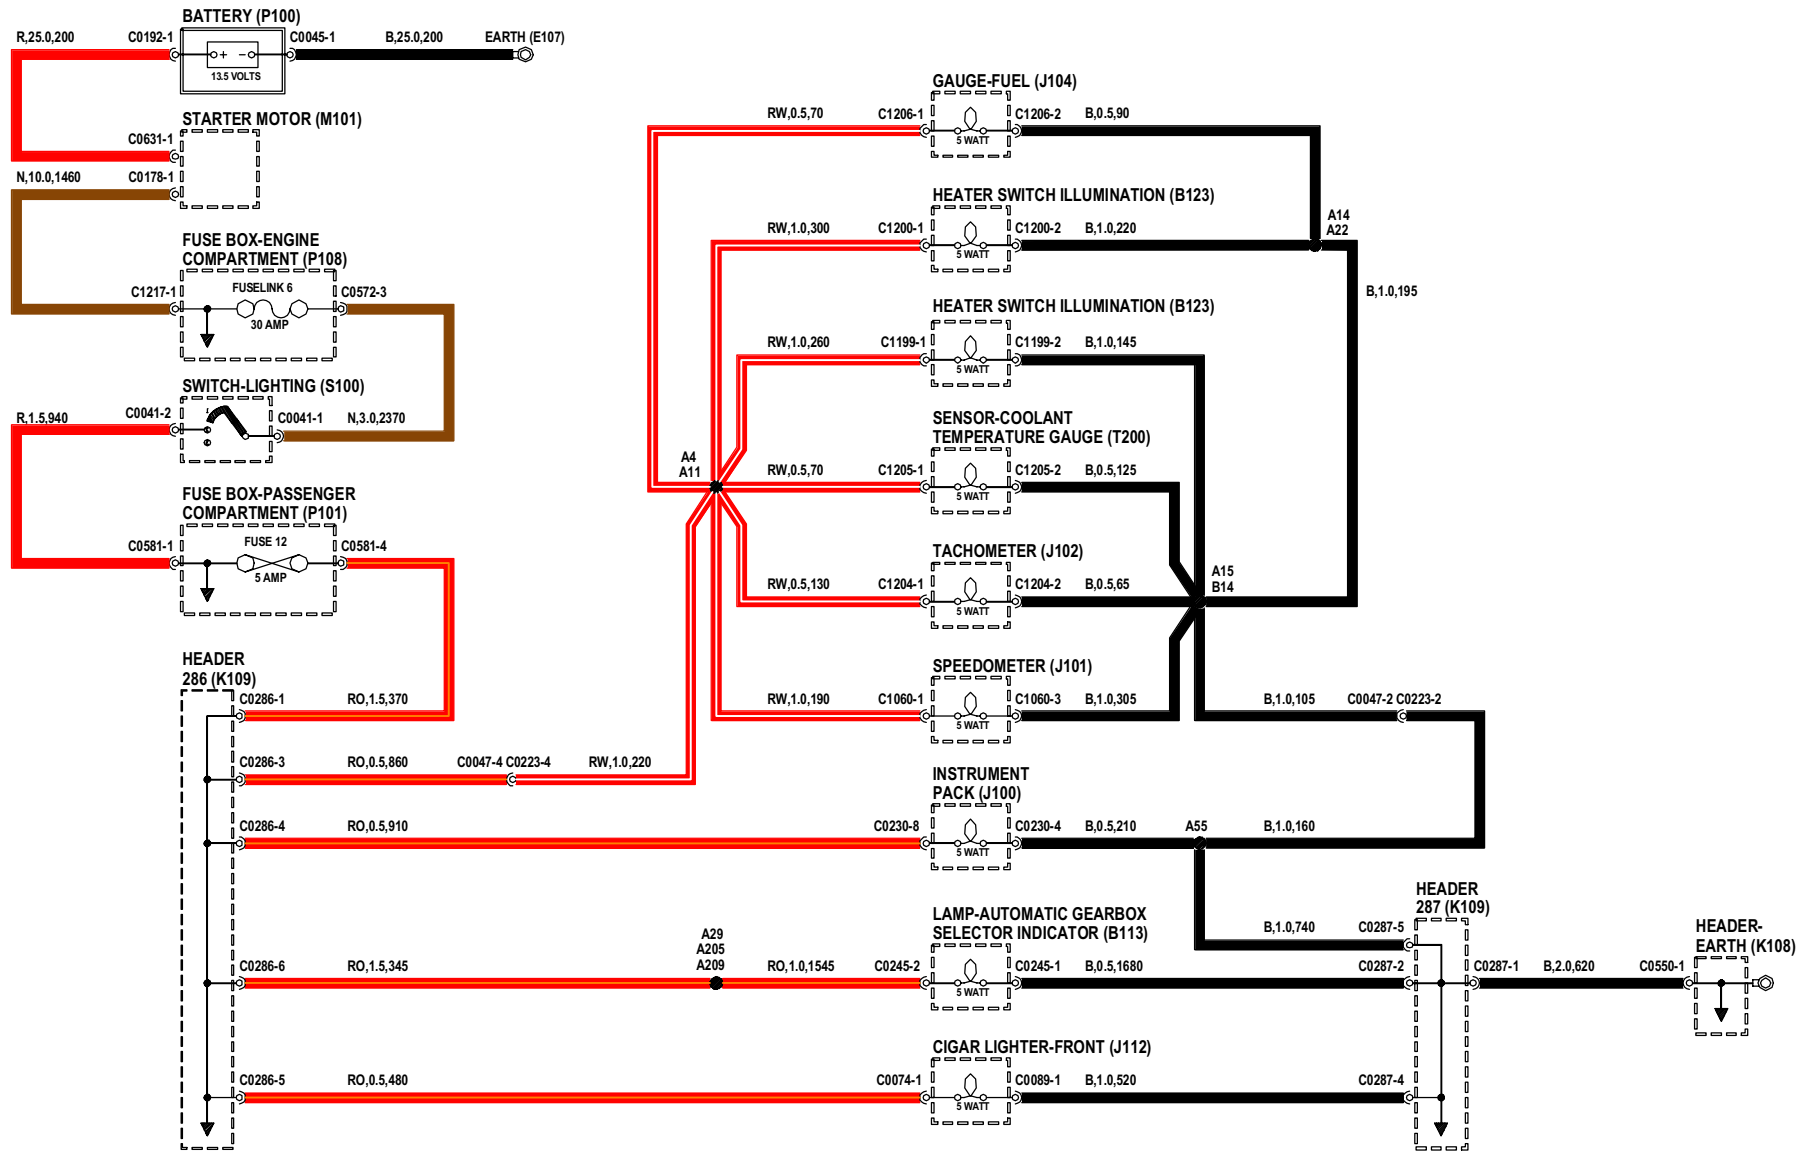 BATTERY (P100)
R,25.0,200
C0192-1
C0045-1
B,25.0,200
EARTH (E107)
+ −
13.5 VOLTS
STARTER MOTOR (M101)
C0631-1
N,10.0,1460
C0178-1
FUSE BOX-ENGINE
COMPARTMENT (P108)
FUSELINK 6
C1217-1
C0572-3
30 AMP
SWITCH-LIGHTING (S100)
R,1.5,940
C0041-2
C0041-1
N,3.0,2370
FUSE BOX-PASSENGER
COMPARTMENT (P101)
FUSE 12
C0581-1
C0581-4
5 AMP
HEADER
286 (K109)
C0286-1
RO,1.5,370
C0286-3
RO,0.5,860
C0047-4 C0223-4
RW,1.0,220
C0286-4
RO,0.5,910
C0286-6
RO,1.5,345
A29
A205
A209
RO,1.0,1545
C0286-5
RO,0.5,480
A4
A11
GAUGE-FUEL (J104)
RW,0.5,70
C1206-1
C1206-2
B,0.5,90
5 WATT
HEATER SWITCH ILLUMINATION (B123)
RW,1.0,300
C1200-1
C1200-2
B,1.0,220
5 WATT
A14
A22
B,1.0,195
HEATER SWITCH ILLUMINATION (B123)
RW,1.0,260
C1199-1
C1199-2
B,1.0,145
5 WATT
SENSOR-COOLANT
TEMPERATURE GAUGE (T200)
RW,0.5,70
C1205-1
C1205-2
B,0.5,125
5 WATT
TACHOMETER (J102)
RW,0.5,130
C1204-1
C1204-2
B,0.5,65
5 WATT
A15
B14
SPEEDOMETER (J101)
RW,1.0,190
C1060-1
C1060-3
B,1.0,305
5 WATT
B,1.0,105
C0047-2 C0223-2
INSTRUMENT
PACK (J100)
C0230-8
C0230-4
B,0.5,210
A55
B,1.0,160
5 WATT
LAMP-AUTOMATIC GEARBOX
SELECTOR INDICATOR (B113)
C0245-2
C0245-1
B,0.5,1680
5 WATT
B,1.0,740
C0287-5
C0287-2
HEADER
287 (K109)
C0287-1
B,2.0,620
C0550-1
HEADER-
EARTH (K108)
CIGAR LIGHTER-FRONT (J112)
C0074-1
C0089-1
B,1.0,520
C0287-4
5 WATT